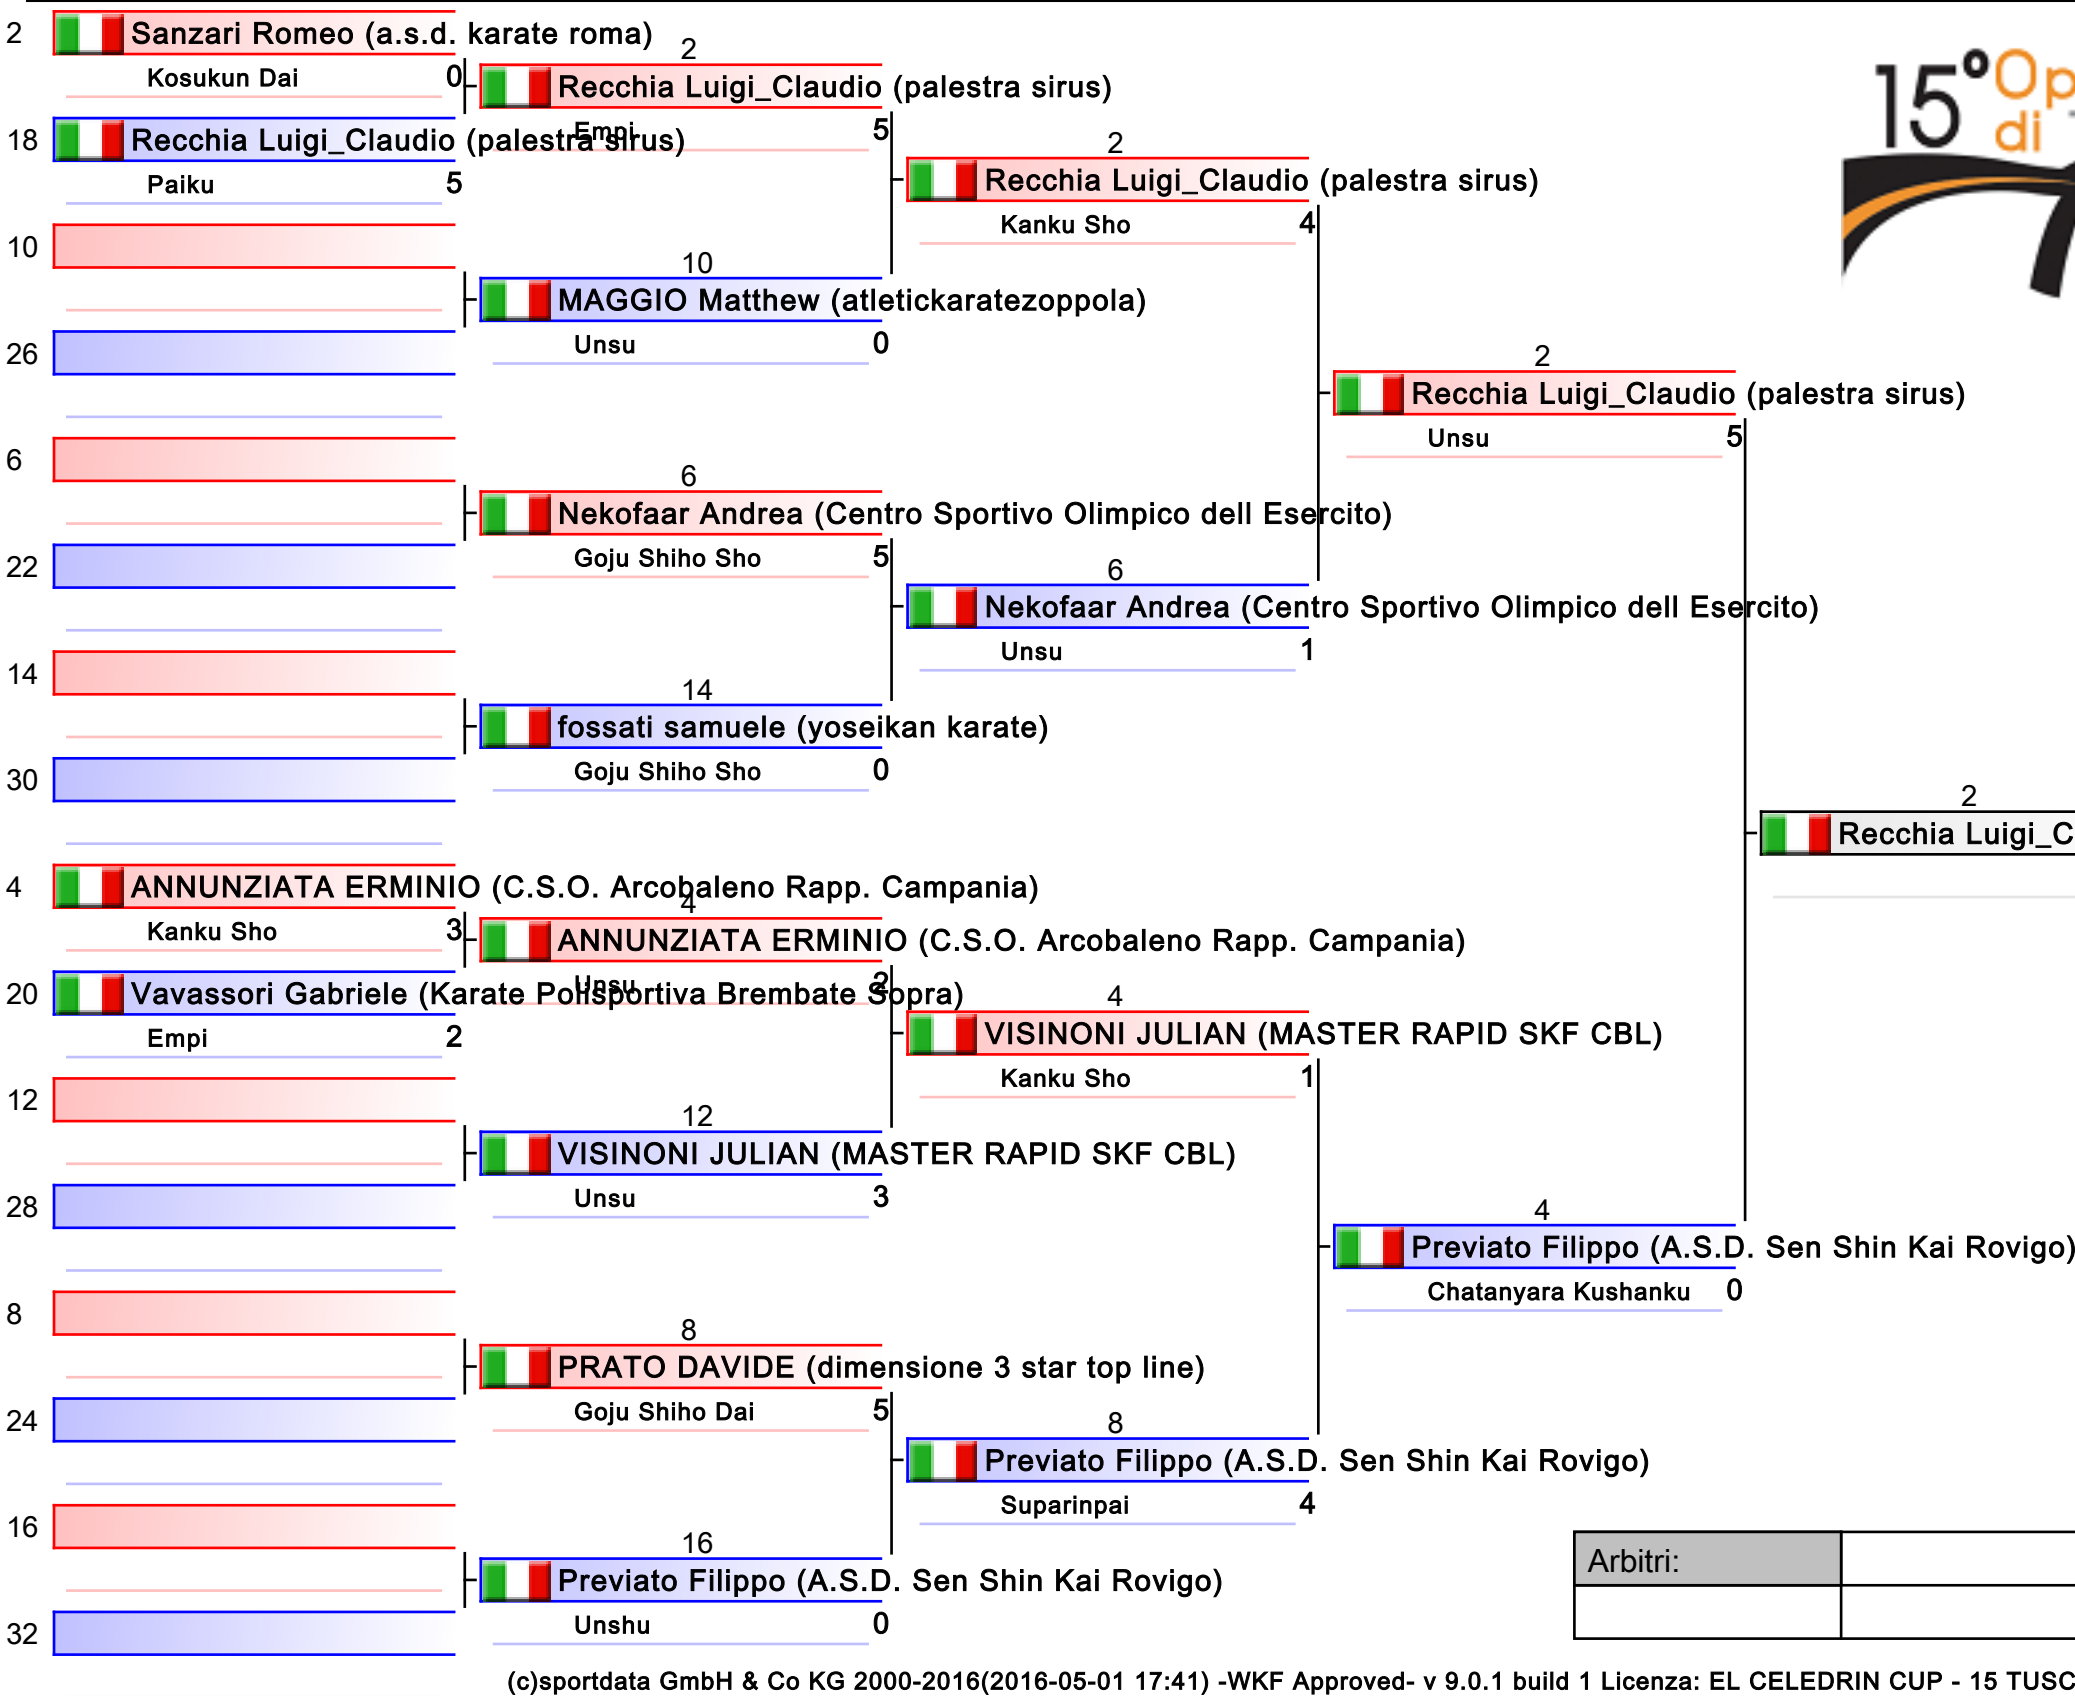 2
Sanzari Romeo (a.s.d. karate roma)
Kosukun Dai 0
18
Recchia Luigi_Claudio (palestra sirus)
Paiku 5
10
26
6
22
14
30
4
ANNUNZIATA ERMINIO (C.S.O. Arcobaleno Rapp. Campania)
Kanku Sho 3
20
Vavassori Gabriele (Karate Polisportiva Brembate Sopra)
Empi 2
12
28
8
24
16
32
2
Recchia Luigi_Claudio (palestra sirus)
Empi 5
10
MAGGIO Matthew (atletickaratezoppola)
Unsu 0
6
Nekofaar Andrea (Centro Sportivo Olimpico dell Esercito)
Goju Shiho Sho 5
14
fossati samuele (yoseikan karate)
Goju Shiho Sho 0
4
ANNUNZIATA ERMINIO (C.S.O. Arcobaleno Rapp. Campania)
Unsu 2
12
VISINONI JULIAN (MASTER RAPID SKF CBL)
Unsu 3
8
PRATO DAVIDE (dimensione 3 star top line)
Goju Shiho Dai 5
16
Previato Filippo (A.S.D. Sen Shin Kai Rovigo)
Unshu 0
2
Recchia Luigi_Claudio (palestra sirus)
Kanku Sho 4
6
Nekofaar Andrea (Centro Sportivo Olimpico dell Esercito)
Unsu 1
4
VISINONI JULIAN (MASTER RAPID SKF CBL)
Kanku Sho 1
8
Previato Filippo (A.S.D. Sen Shin Kai Rovigo)
Suparinpai 4
2
Recchia Luigi_Claudio (palestra sirus)
Unsu 5
4
Previato Filippo (A.S.D. Sen Shin Kai Rovigo)
Chatanyara Kushanku 0
2
Recchia Luigi_C
15° Op
di
Arbitri:
(c)sportdata GmbH & Co KG 2000-2016(2016-05-01 17:41) -WKF Approved- v 9.0.1 build 1 Licenza: EL CELEDRIN CUP - 15 TUSC